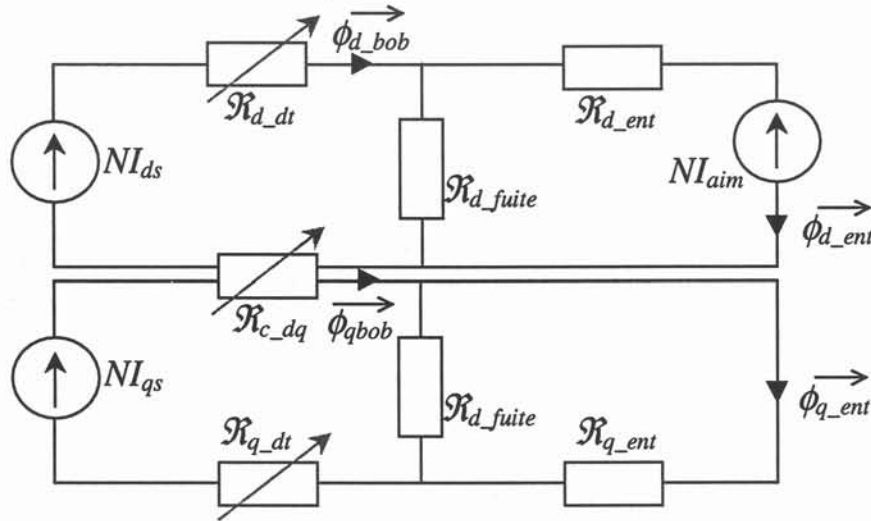 ϕd_bob
ℜd_dt
ℜd_ent
NIds
ℜd_fuite
NIaim
ϕd_ent
ℜc_dq
ϕqbob
NIqs
ℜd_fuite
ϕq_ent
ℜq_dt
ℜq_ent